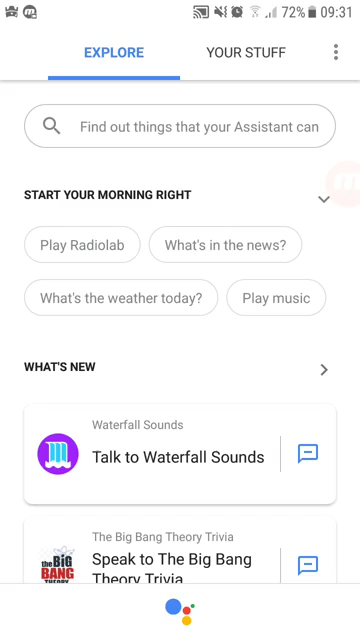 72% 09:31
EXPLORE YOUR STUFF
Find out things that your Assistant can
START YOUR MORNING RIGHT
Play Radiolab What's in the news?
What's the weather today? Play music
WHAT'S NEW
Waterfall Sounds
Talk to Waterfall Sounds
The Big Bang Theory Trivia
the BIG
BANG
THEORY
Speak to The Big Bang
Theory Trivia